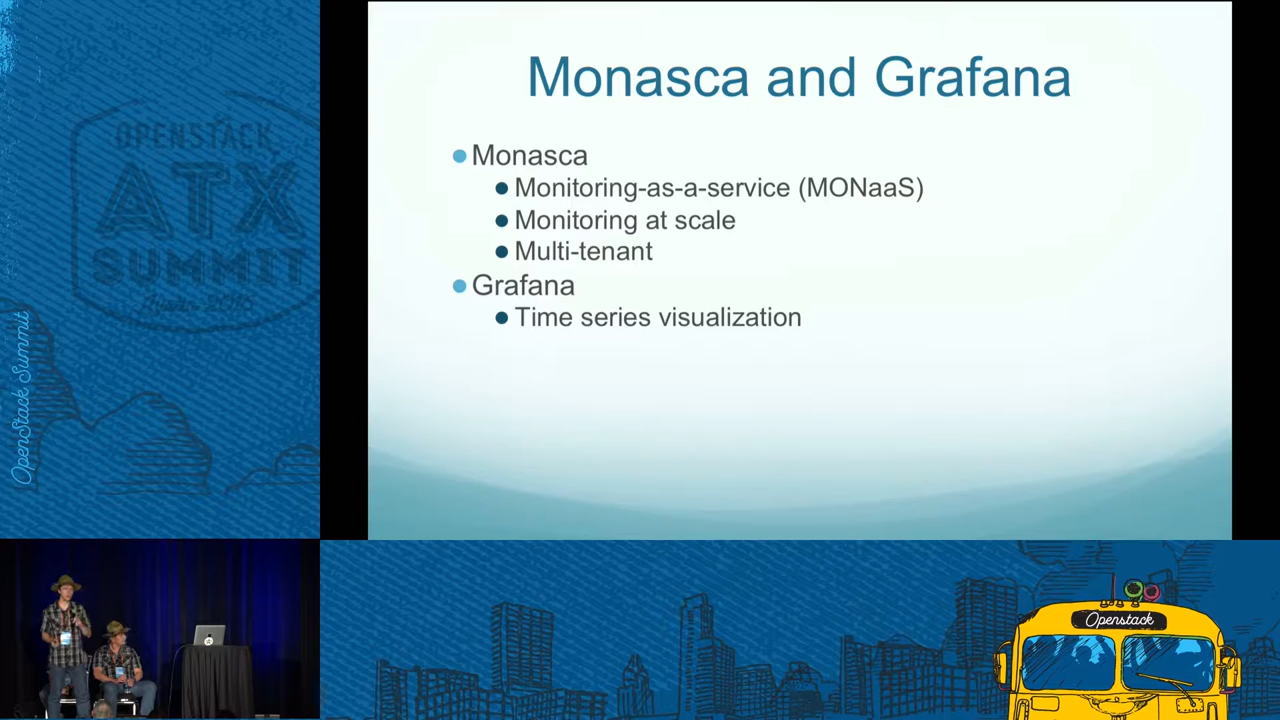 Monasca and Grafana
Monasca
Monitoring-as-a-service (MONaaS)
Monitoring at scale
Multi-tenant
Grafana
Time series visualization
OPENSTACK
ATX
SUMMIT
OpenStack Summit
Openstack